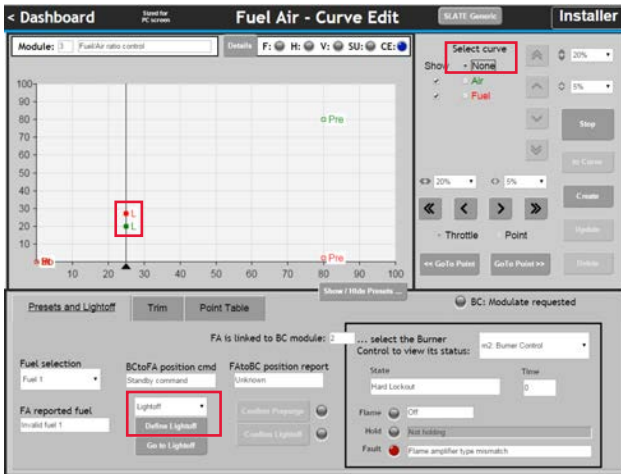 < Dashboard
Sized for
PC screen
Fuel Air - Curve Edit
SLATE Generic
Installer
Module: 3 Fuel/Air ratio control
Details
F: H: V: SU: CE:
100
90
80
70
60
50
40
30
20
10
10 20 30 40 50 60 70 80 90 100
Pre
L
L
Pre
Show / Hide Presets ...
Select curve
Show
None
Air
Fuel
20%
5%
Stop
to Curve
20%
5%
Create
Throttle
Point
Update
<< GoTo Point
GoTo Point >>
Delete
Presets and Lightoff
Trim
Point Table
BC: Modulate requested
FA is linked to BC module: 2
... select the Burner
Control to view its status:
m2: Burner Control
Fuel selection
Fuel 1
BCtoFA position cmd
Standby command
FAtoBC position report
Unknown
State
Hard Lockout
Time
0
FA reported fuel
Invalid fuel 1
Lightoff
Define Lightoff
Go to Lightoff
Confirm Prepurge
Confirm Lightoff
Flame
Off
Hold
Not holding
Fault
Flame amplifier type mismatch